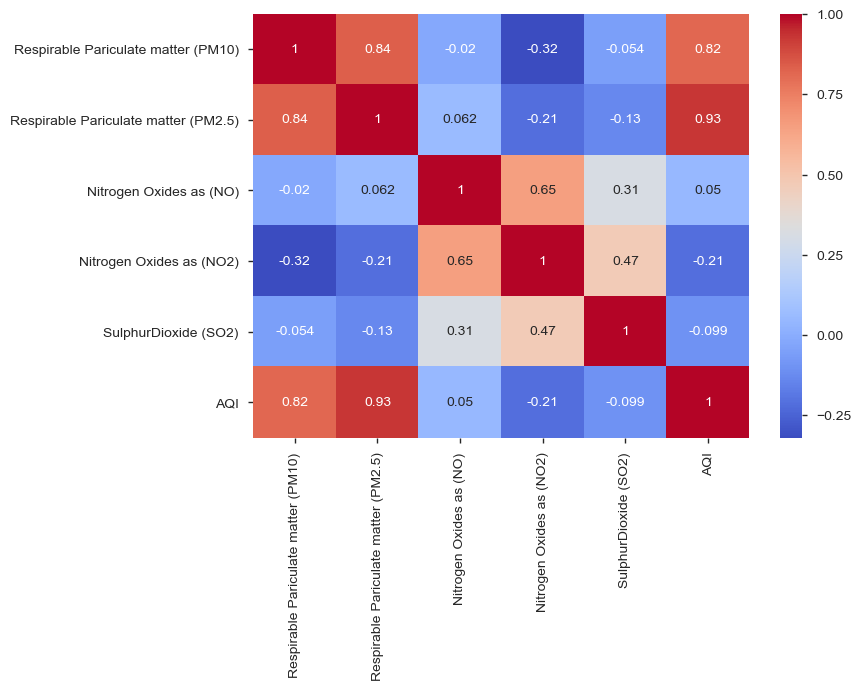 Respirable Pariculate matter (PM10) 1 0.84 -0.02 -0.32 -0.054 0.82
Respirable Pariculate matter (PM2.5) 0.84 1 0.062 -0.21 -0.13 0.93
Nitrogen Oxides as (NO) -0.02 0.062 1 0.65 0.31 0.05
Nitrogen Oxides as (NO2) -0.32 -0.21 0.65 1 0.47 -0.21
SulphurDioxide (SO2) -0.054 -0.13 0.31 0.47 1 -0.099
AQI 0.82 0.93 0.05 -0.21 -0.099 1
Respirable Pariculate matter (PM10)
Respirable Pariculate matter (PM2.5)
Nitrogen Oxides as (NO)
Nitrogen Oxides as (NO2)
SulphurDioxide (SO2)
AQI
1.00
0.75
0.50
0.25
0.00
−0.25